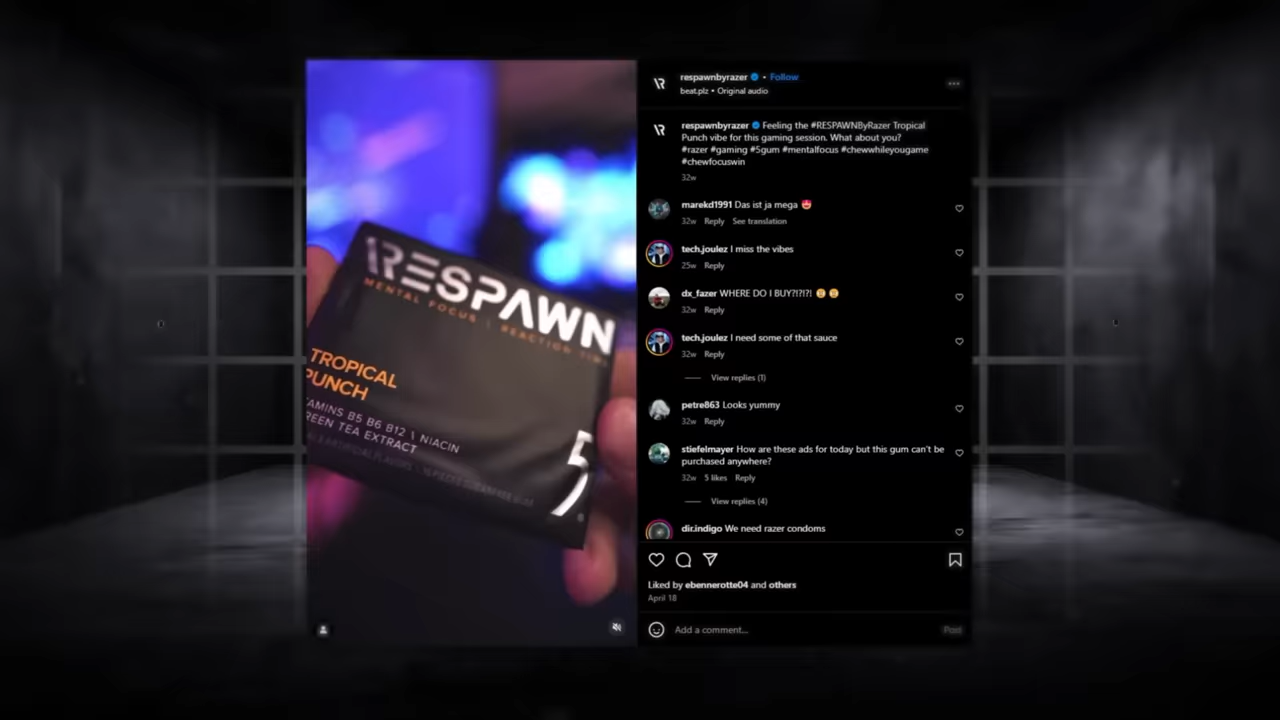 RESPAWN
MENTAL FOCUS | REACTION
TROPICAL
PUNCH
AMINS B5 B6 B12 \ NIACIN
REEN TEA EXTRACT
5
respawnbyrazer • Follow
beat.plz • Original audio
respawnbyrazer Feeling the #RESPAWNByRazer Tropical
Punch vibe for this gaming session. What about you?
#razer #gaming #5gum #mentalfocus #chewwhileyougame
#chewfocuswin
32w
marekd1991 Das ist ja mega 😍
32w Reply See translation
tech.joulez I miss the vibes
25w Reply
dx_fazer WHERE DO I BUY?!?!?!
32w Reply
tech.joulez I need some of that sauce
32w Reply
View replies (1)
petre863 Looks yummy
32w Reply
stiefelmayer How are these ads for today but this gum can't be
purchased anywhere?
32w 5 likes Reply
View replies (4)
dir.indigo We need razer condoms
Liked by ebennerotte04 and others
April 18
Add a comment...
Post